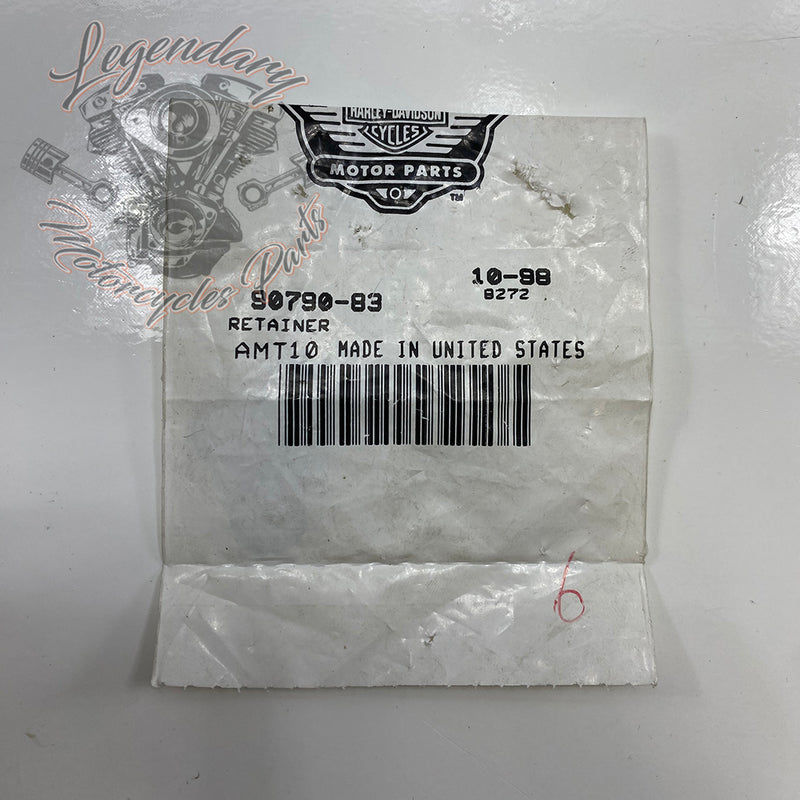 Legendary
Motorcycles Parts
HARLEY-DAVIDSON
CYCLES
MOTOR PARTS
TM
10-98
90790-83
8272
RETAINER
AMT10 MADE IN UNITED STATES
6